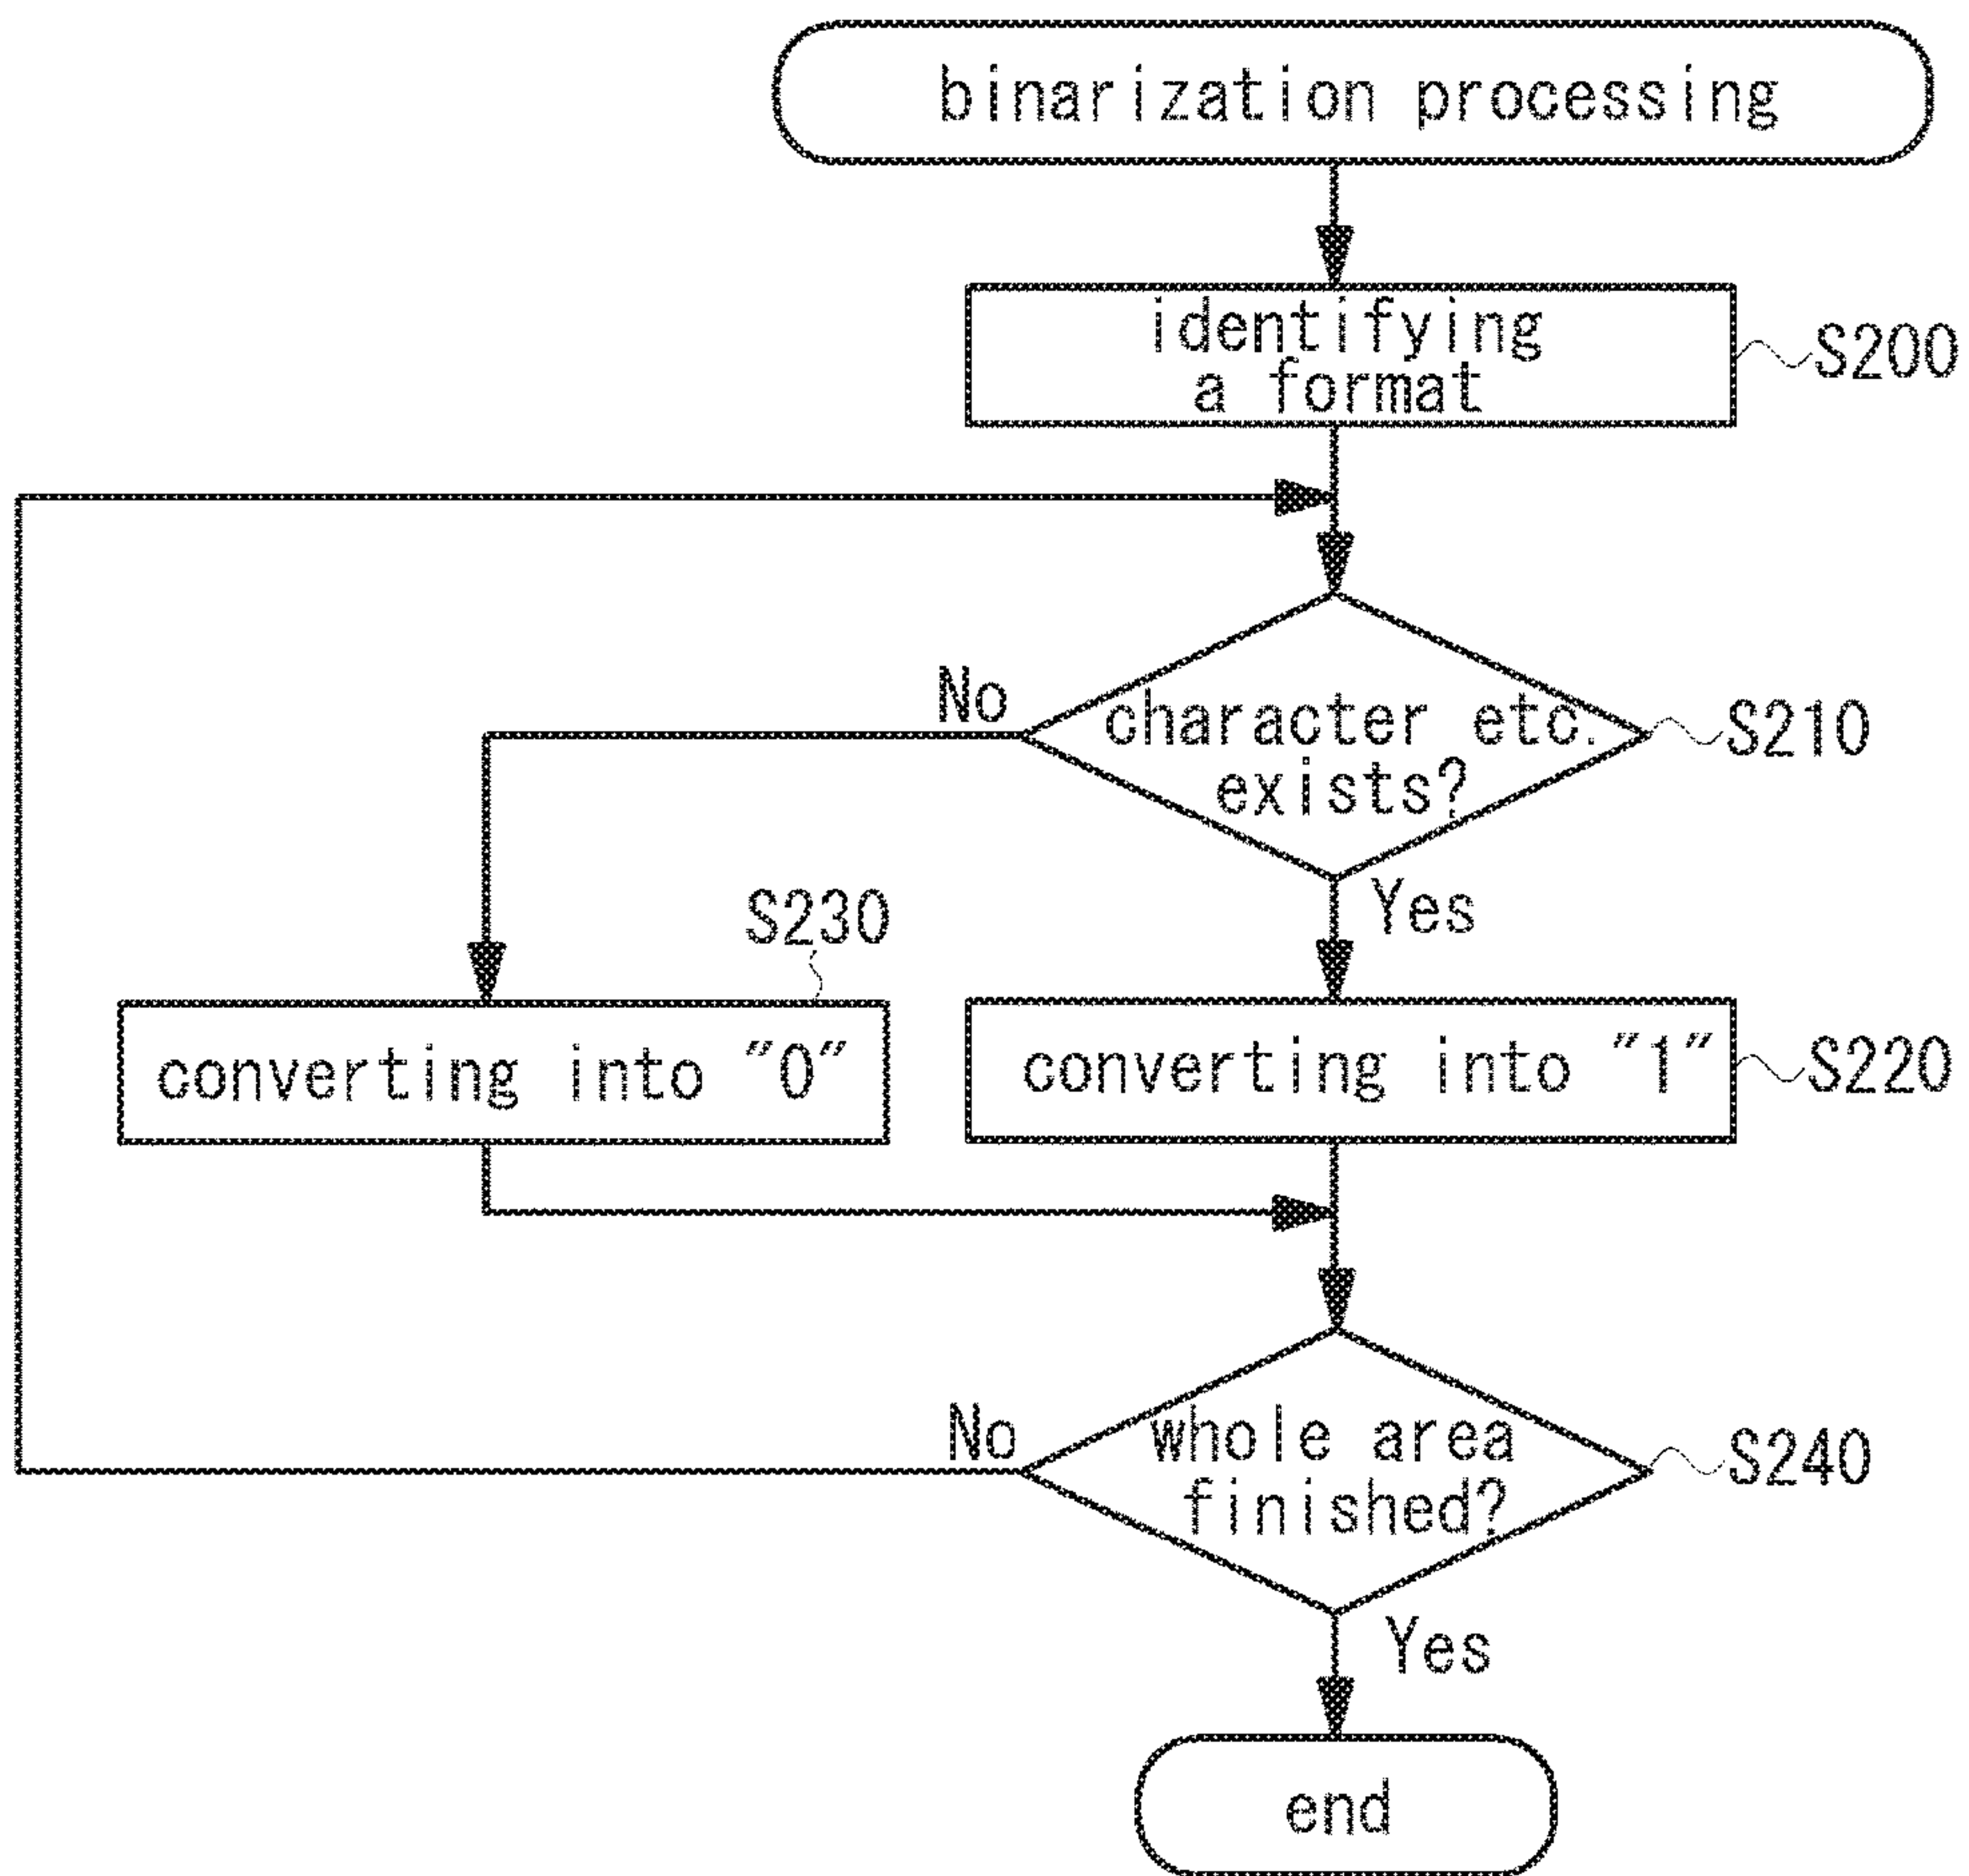 binarization processing
identifying
a format
S200
No
character etc.
exists?
S210
Yes
S230
converting into "0"
converting into "1"
S220
No
whole area
finished?
S240
Yes
end